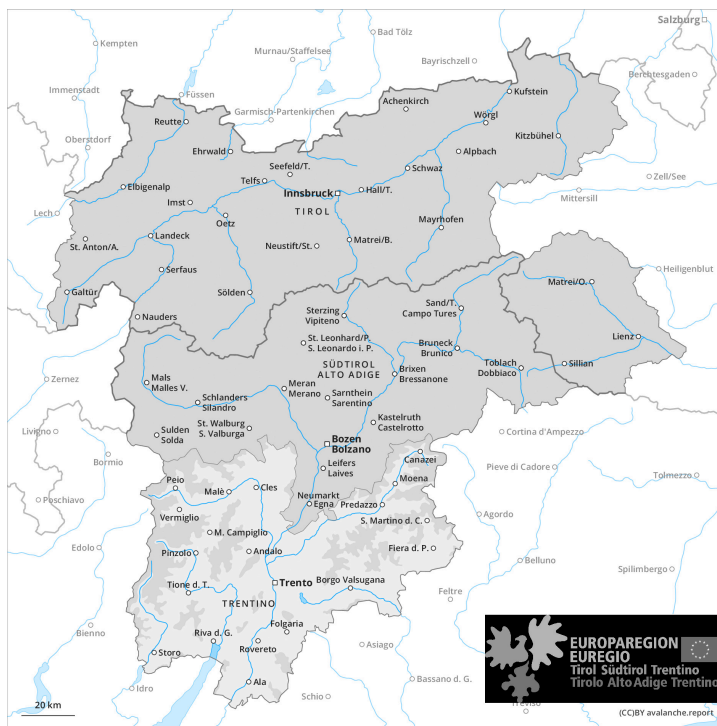 Salzburg
Kempten
Bad Tölz
Murnau/Staffelsee
Bayrischzell
Berchtesgaden
Immenstadt
Füssen
Achenkirch
Kufstein
Garmisch-Partenkirchen
Reutte
Wörgl
Oberstdorf
Kitzbühel
Ehrwald
Alpbach
Seefeld/T.
Schwaz
Telfs
Zell/See
Elbigenalp
Innsbruck
Hall/T.
Mittersill
Imst
TIROL
Lech
Oetz
Mayrhofen
Landeck
Matrei/B.
St. Anton/A.
Neustift/St.
Serfaus
Heiligenblut
Matrei/O.
Galtür
Sölden
Sand/T.
Campo Tures
Nauders
Sterzing
Vipiteno
Lienz
St. Leonhard/P.
S. Leonardo i. P.
Bruneck
Brunico
Toblach
Dobbiaco
Sillian
SÜDTIROL
ALTO ADIGE
Brixen
Bressanone
Zernez
Mals
Malles V.
Meran
Merano
Sarnthein
Sarentino
Schlanders
Silandro
Kastelruth
Castelrotto
St. Walburg
S. Valburga
Livigno
Sulden
Solda
Cortina d'Ampezzo
Bozen
Bolzano
Bormio
Canazei
Pieve di Cadore
Leifers
Laives
Tolmezzo
Peio
Moena
Malè
Cles
Neumarkt
Egna
Poschiavo
Predazzo
Vermiglio
Agordo
S. Martino d. C.
M. Campiglio
Edolo
Pinzolo
Andalo
Fiera d. P.
Belluno
Spilimbergo
Trento
Borgo Valsugana
Tione d. T.
Feltre
TRENTINO
Folgaria
Bienno
Riva d. G.
Rovereto
Asiago
Storo
EUROPAREGION
EUREGIO
Tirol Südtirol Trentino
Tirolo Alto Adige Trentino
Ala
Bassano d. G.
Idro
Schio
Treviso
20 km
(CC)BY avalanche.report